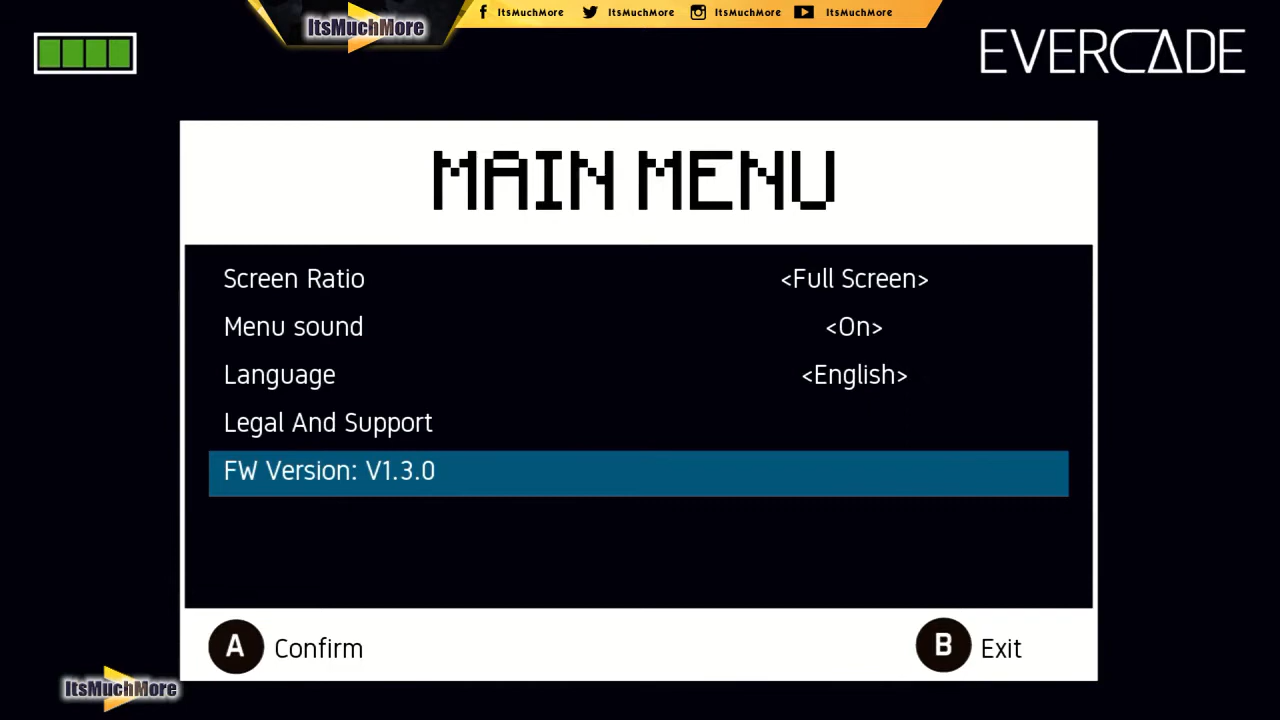 ItsMuchMore
ItsMuchMore ItsMuchMore ItsMuchMore ItsMuchMore
EVERCADE
MAIN MENU
Screen Ratio <Full Screen>
Menu sound <On>
Language <English>
Legal And Support
FW Version: V1.3.0
A Confirm B Exit
ItsMuchMore